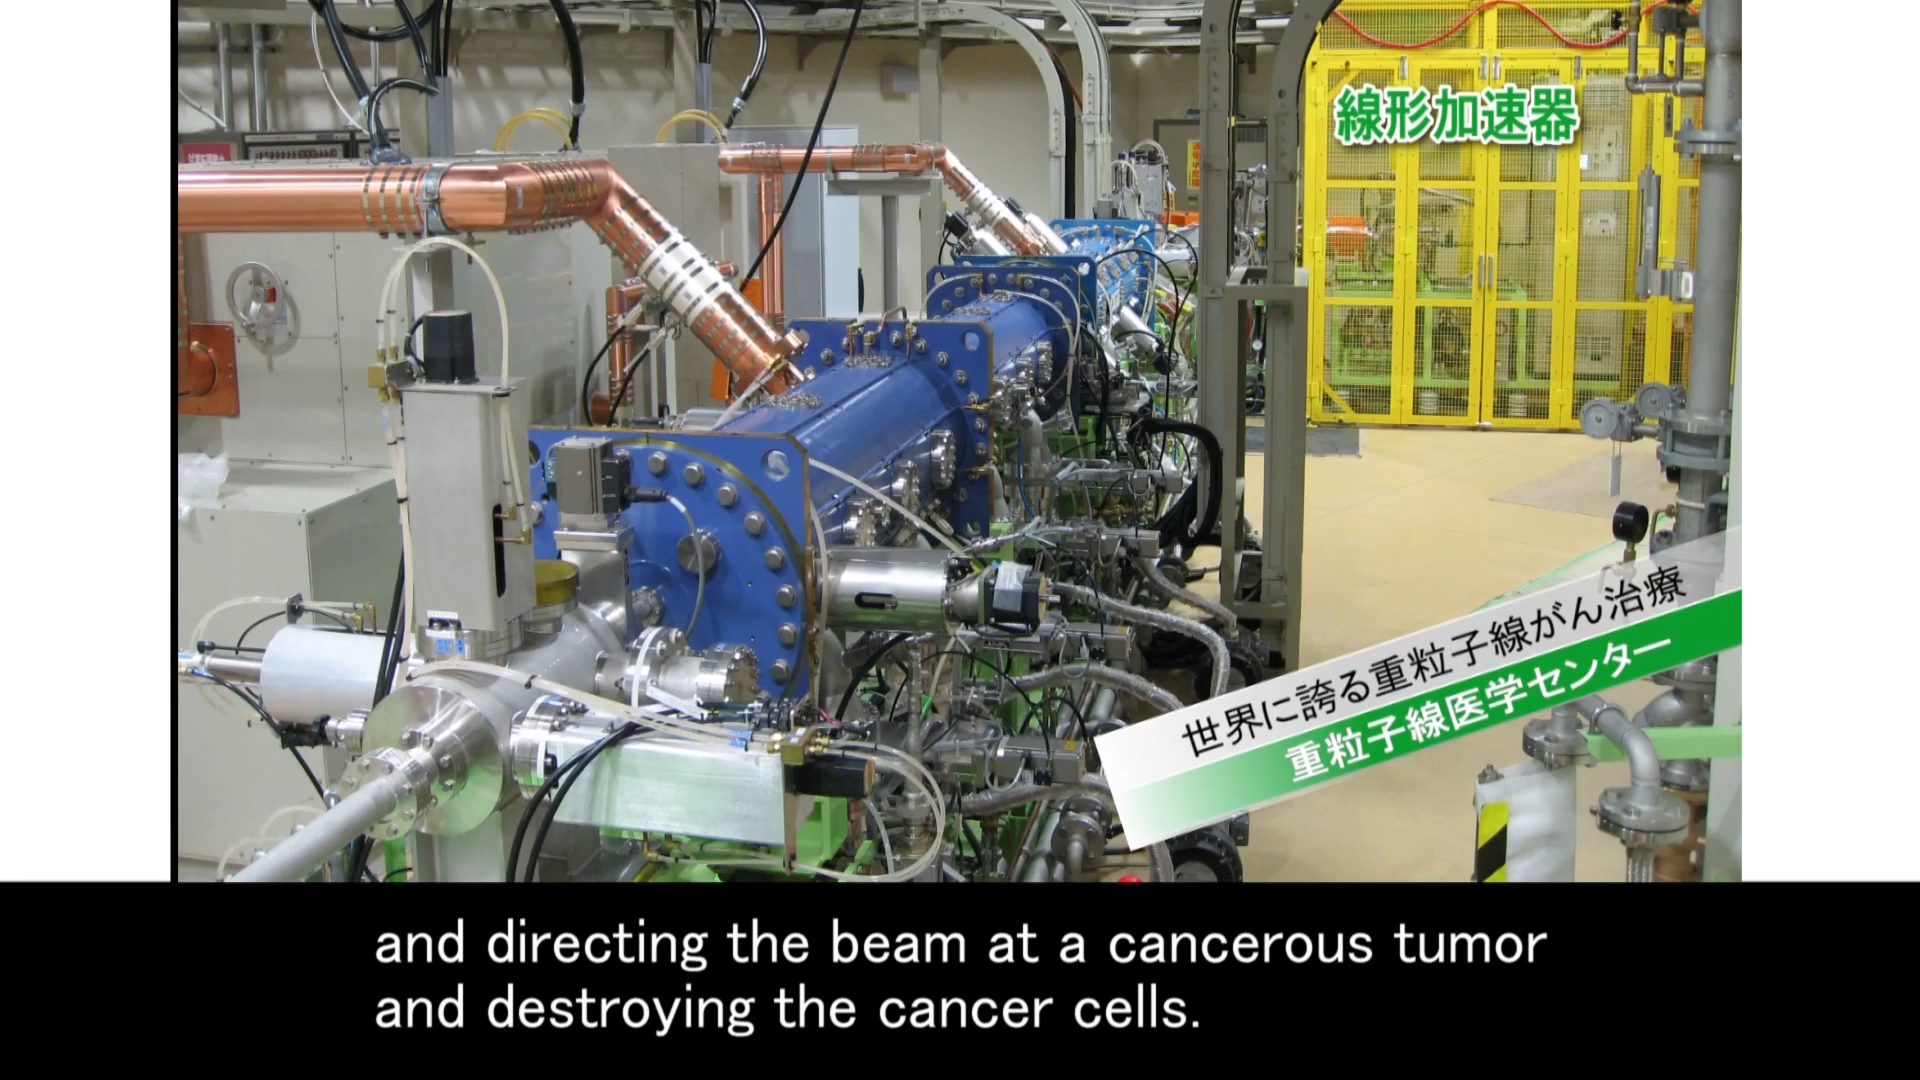 線形加速器
世界に誇る重粒子線がん治療
重粒子線医学センター
and directing the beam at a cancerous tumor
and destroying the cancer cells.